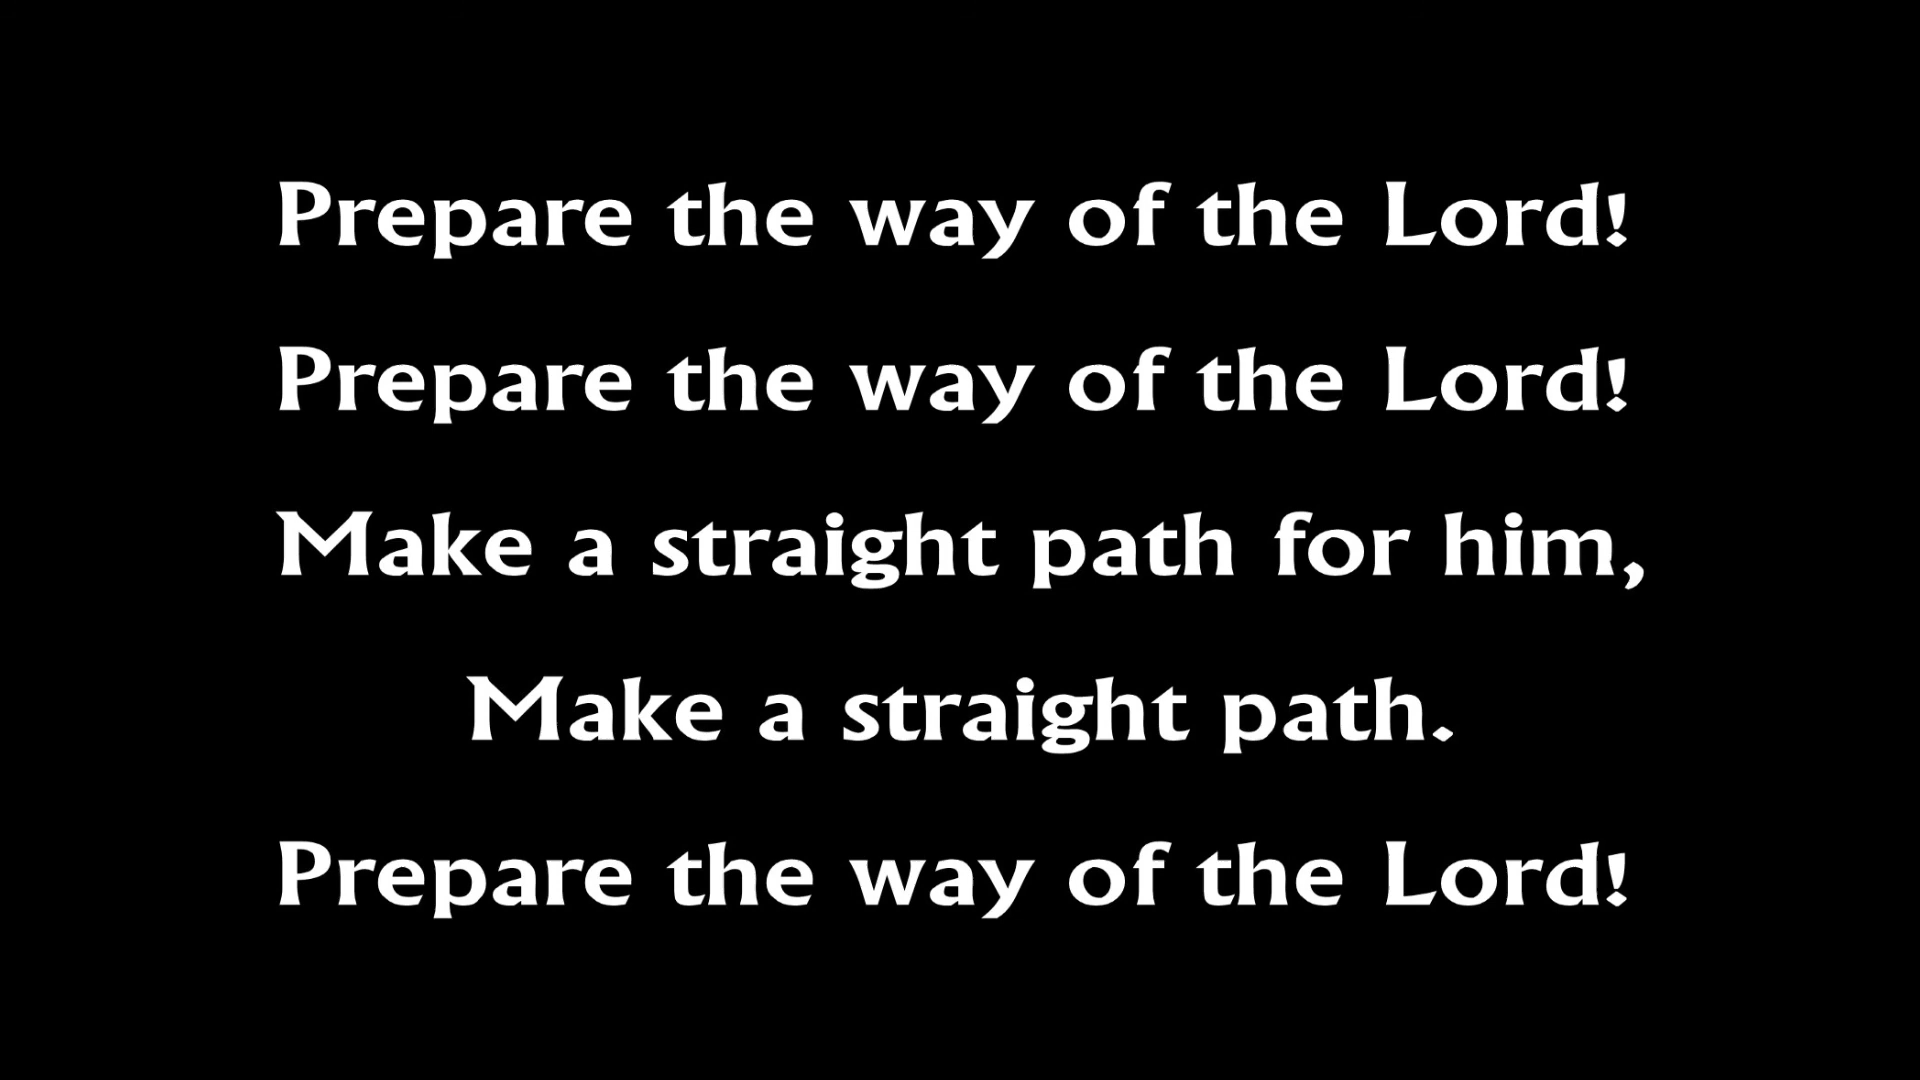 Prepare the way of the Lord!
Prepare the way of the Lord!
Make a straight path for him,
Make a straight path.
Prepare the way of the Lord!